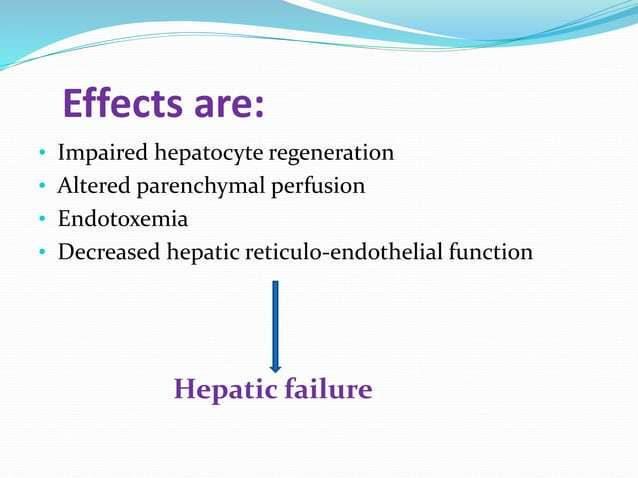 Effects are:
• Impaired hepatocyte regeneration
• Altered parenchymal perfusion
• Endotoxemia
• Decreased hepatic reticulo-endothelial function
Hepatic failure